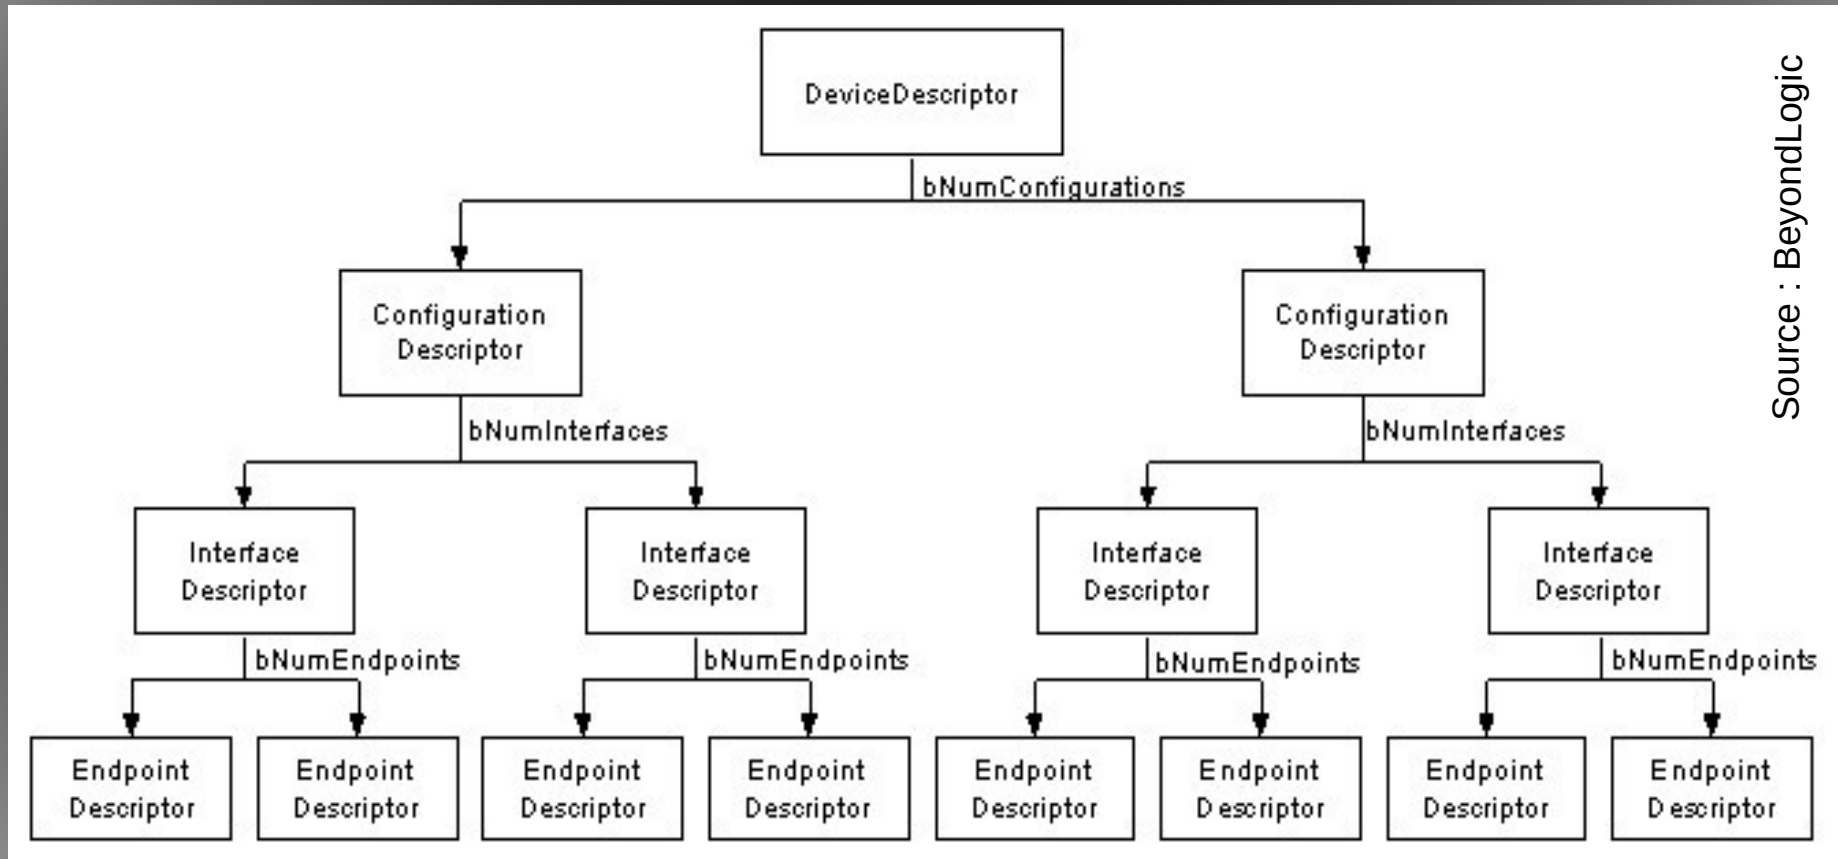 DeviceDescriptor
bNumConfigurations
Configuration
Descriptor
Configuration
Descriptor
bNumInterfaces
bNumInterfaces
Interface
Descriptor
Interface
Descriptor
Interface
Descriptor
Interface
Descriptor
bNumEndpoints
bNumEndpoints
bNumEndpoints
bNumEndpoints
Endpoint
Descriptor
Endpoint
Descriptor
Endpoint
Descriptor
Endpoint
Descriptor
Endpoint
Descriptor
Endpoint
Descriptor
Endpoint
Descriptor
Endpoint
Descriptor
Source : BeyondLogic